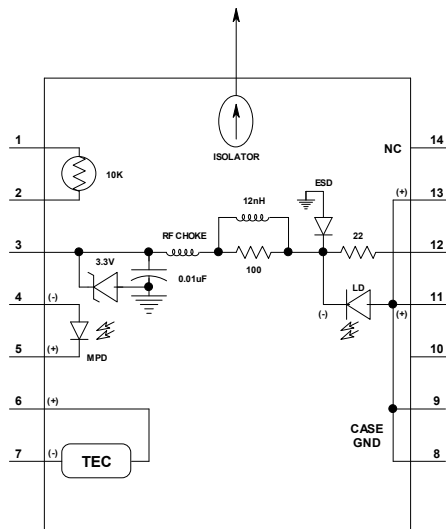 ISOLATOR
1
14
NC
10K
ESD
(+)
2
13
12nH
RF CHOKE
22
3
12
3.3V
0.01uF
100
LD
4
(-)
(-)
(+)
11
5
(+)
MPD
10
6
(+)
9
CASE
GND
7
(-)
TEC
8